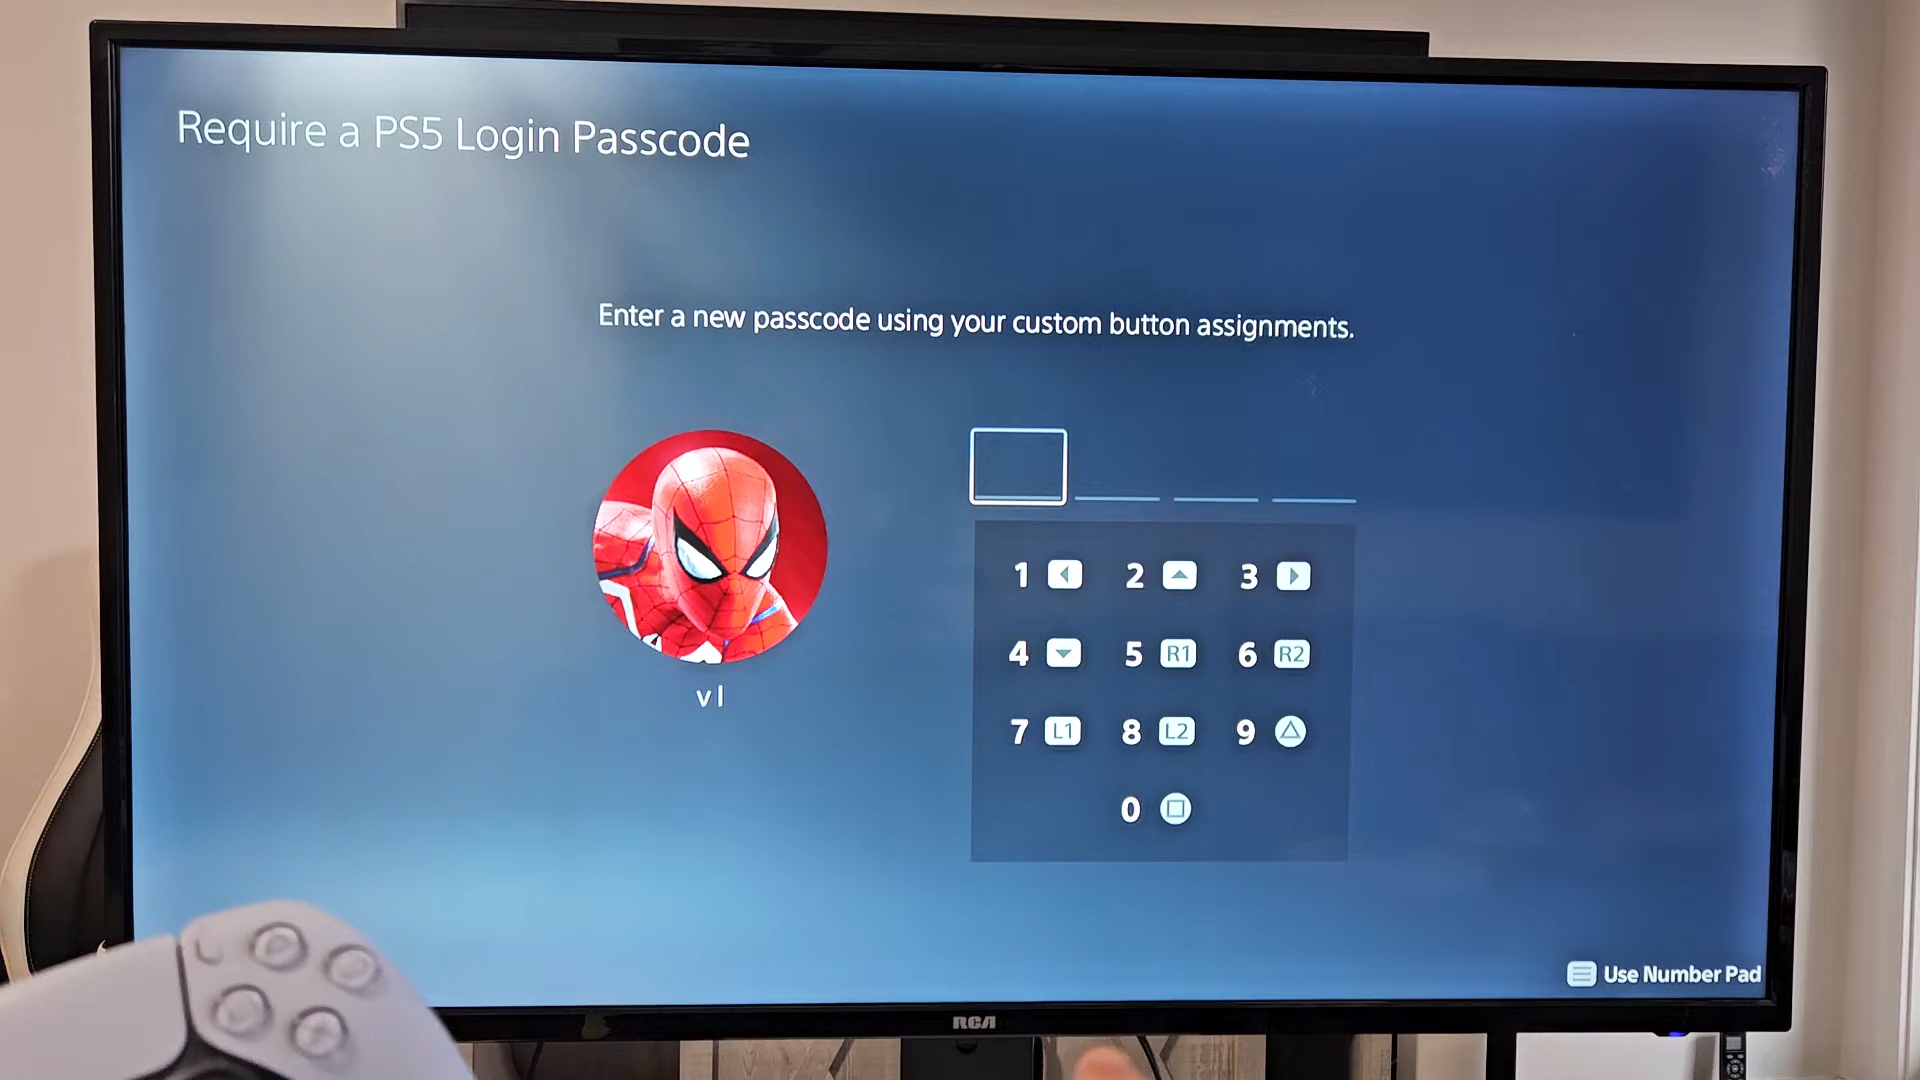 Require a PS5 Login Passcode
Enter a new passcode using your custom button assignments.
v l
1 2 3
4 5 R1 6 R2
7 L1 8 L2 9
0
Use Number Pad
RCA